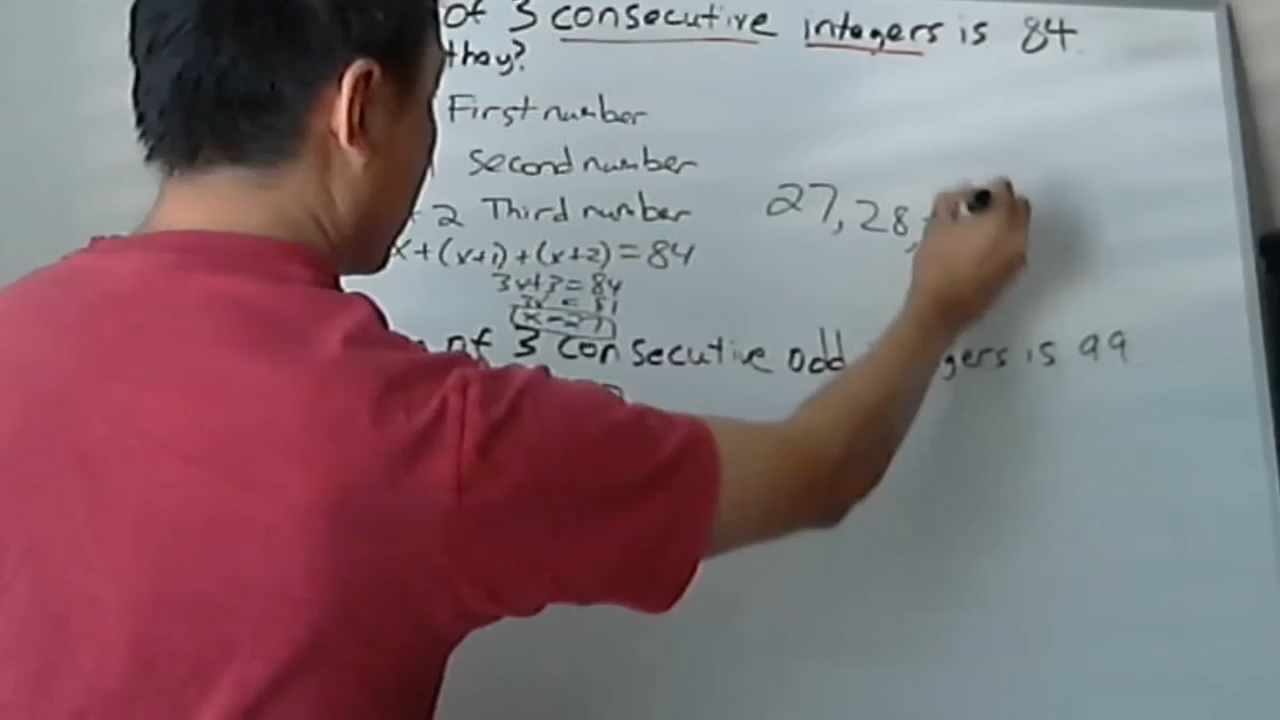 of 3 consecutive integers is 84
they?
First number
Second number
+ 2 Third number
27, 28,
x+(x+1)+(x+2)=84
3x+3=84
3x = 81
x=27
of 3 consecutive odd gers is 99